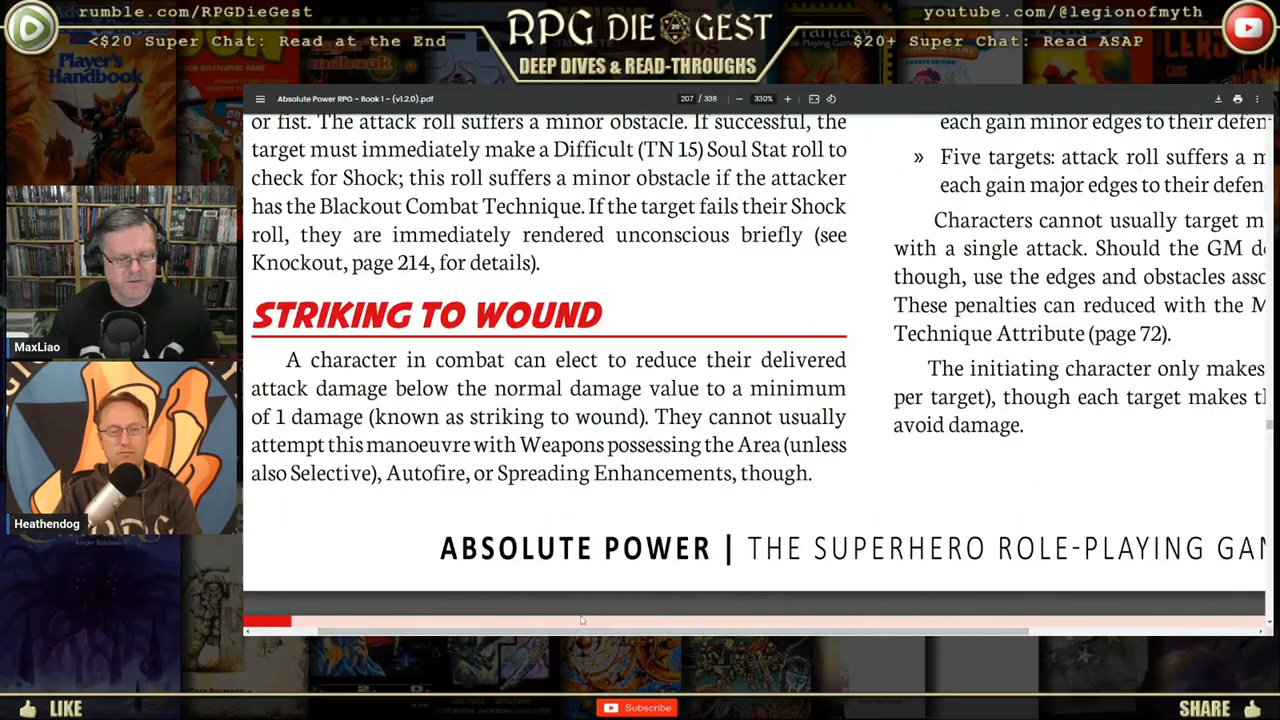 rumble.com/RPGDieGest
<$20 Super Chat: Read at the End
RPG DIE GEST
DEEP DIVES & READ-THROUGHS
youtube.com/@legionofmyth
$20+ Super Chat: Read ASAP
Player's
Handbook
Absolute Power RPG - Book 1 - (v1.2.0).pdf
207 / 338
330%
or fist. The attack roll suffers a minor obstacle. If successful, the
target must immediately make a Difficult (TN 15) Soul Stat roll to
check for Shock; this roll suffers a minor obstacle if the attacker
has the Blackout Combat Technique. If the target fails their Shock
roll, they are immediately rendered unconscious briefly (see
Knockout, page 214, for details).
STRIKING TO WOUND
A character in combat can elect to reduce their delivered
attack damage below the normal damage value to a minimum
of 1 damage (known as striking to wound). They cannot usually
attempt this manoeuvre with Weapons possessing the Area (unless
also Selective), Autofire, or Spreading Enhancements, though.
each gain minor edges to their defen
» Five targets: attack roll suffers a m
each gain major edges to their defen
Characters cannot usually target m
with a single attack. Should the GM d
though, use the edges and obstacles asso
These penalties can reduced with the M
Technique Attribute (page 72).
The initiating character only makes
per target), though each target makes t
avoid damage.
ABSOLUTE POWER | THE SUPERHERO ROLE-PLAYING GAM
MaxLiao
Heathendog
LIKE
Subscribe
SHARE